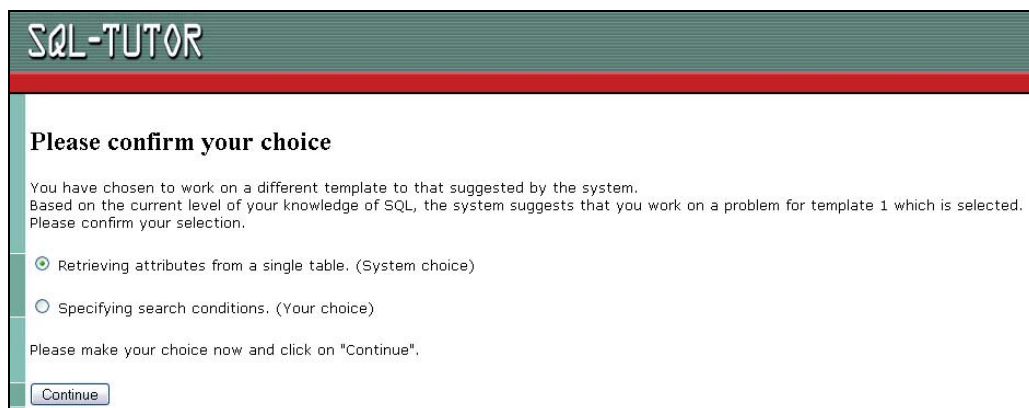 SQL-TUTOR
Please confirm your choice
You have chosen to work on a different template to that suggested by the system.
Based on the current level of your knowledge of SQL, the system suggests that you work on a problem for template 1 which is selected.
Please confirm your selection.
Retrieving attributes from a single table. (System choice)
Specifying search conditions. (Your choice)
Please make your choice now and click on "Continue".
Continue